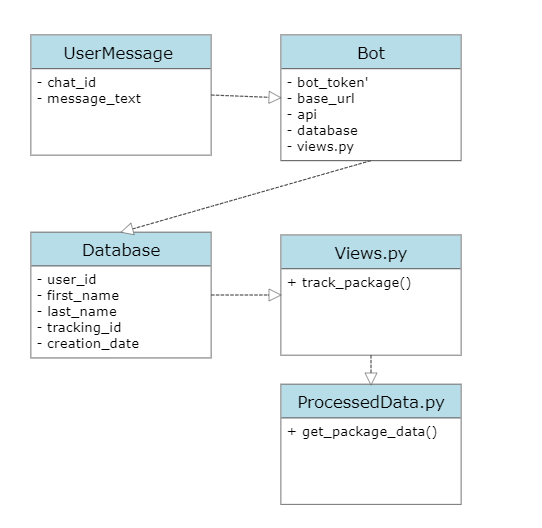 UserMessage
- chat_id
- message_text
Bot
- bot_token'
- base_url
- api
- database
- views.py
Database
- user_id
- first_name
- last_name
- tracking_id
- creation_date
Views.py
+ track_package()
ProcessedData.py
+ get_package_data()